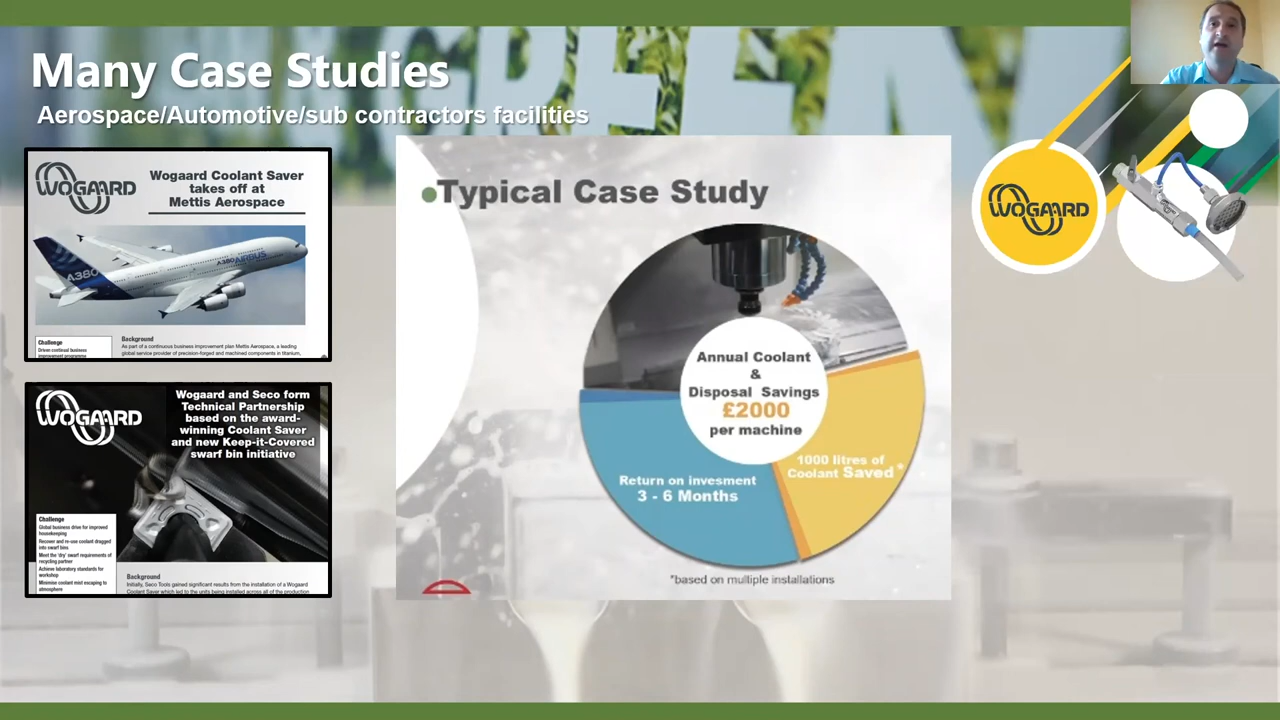 Many Case Studies
Aerospace/Automotive/sub contractors facilities
WOGAARD
Wogaard Coolant Saver
takes off at
Mettis Aerospace
A380
A380 AIRBUS
Challenge
Driven continual business
improvement programme
Background
As part of a continuous business improvement plan Mettis Aerospace, a leading
global service provider of precision-forged and machined components in titanium,
WOGAARD
Wogaard and Seco form
Technical Partnership
based on the award-
winning Coolant Saver
and new Keep-it-Covered
swarf bin initiative
Challenge
Global business drive for improved
housekeeping
Recover and re-use coolant dragged
into swarf bins
Meet the 'dry' swarf requirements of
recycling partner
Achieve laboratory standards for
workshop
Minimise coolant mist escaping to
atmosphere
Background
Initially, Seco Tools gained significant results from the installation of a Wogaard
Coolant Saver which led to the units being installed across all of the production
•Typical Case Study
Annual Coolant
&
Disposal Savings
£2000
per machine
Return on invesment
3 - 6 Months
1000 litres of
Coolant Saved *
*based on multiple installations
WOGAARD